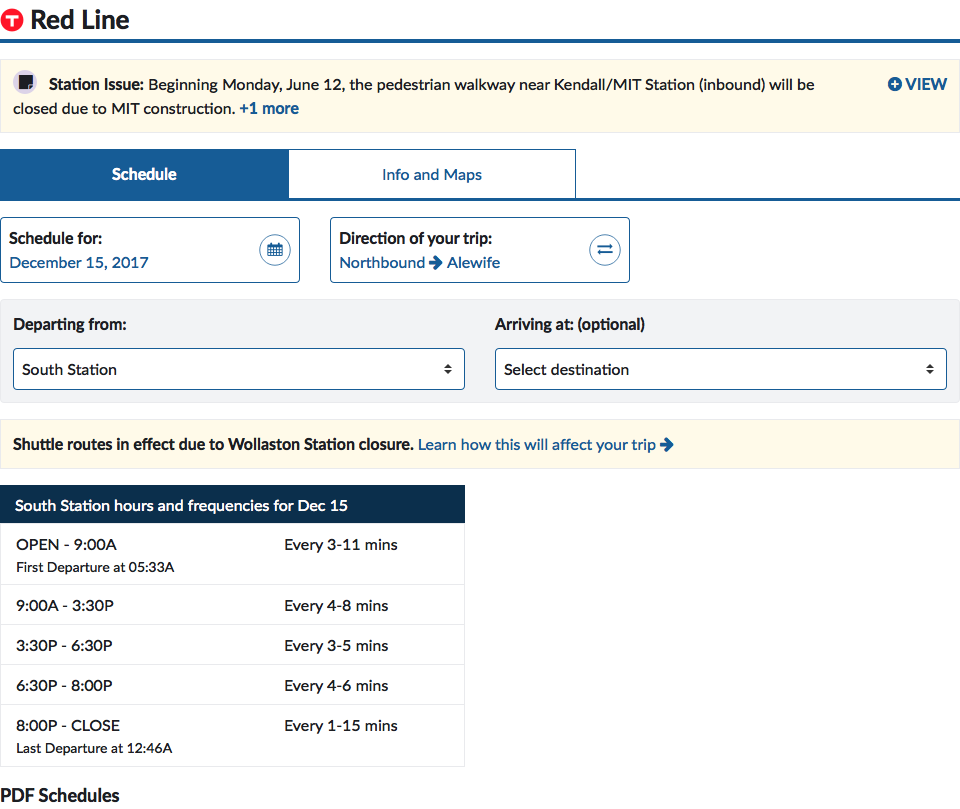 T Red Line
Station Issue: Beginning Monday, June 12, the pedestrian walkway near Kendall/MIT Station (inbound) will be
closed due to MIT construction. +1 more
VIEW
Schedule
Info and Maps
Schedule for:
December 15, 2017
Direction of your trip:
Northbound → Alewife
Departing from:
South Station
Arriving at: (optional)
Select destination
Shuttle routes in effect due to Wollaston Station closure. Learn how this will affect your trip →
South Station hours and frequencies for Dec 15
OPEN - 9:00A Every 3-11 mins
First Departure at 05:33A
9:00A - 3:30P Every 4-8 mins
3:30P - 6:30P Every 3-5 mins
6:30P - 8:00P Every 4-6 mins
8:00P - CLOSE Every 1-15 mins
Last Departure at 12:46A
PDF Schedules